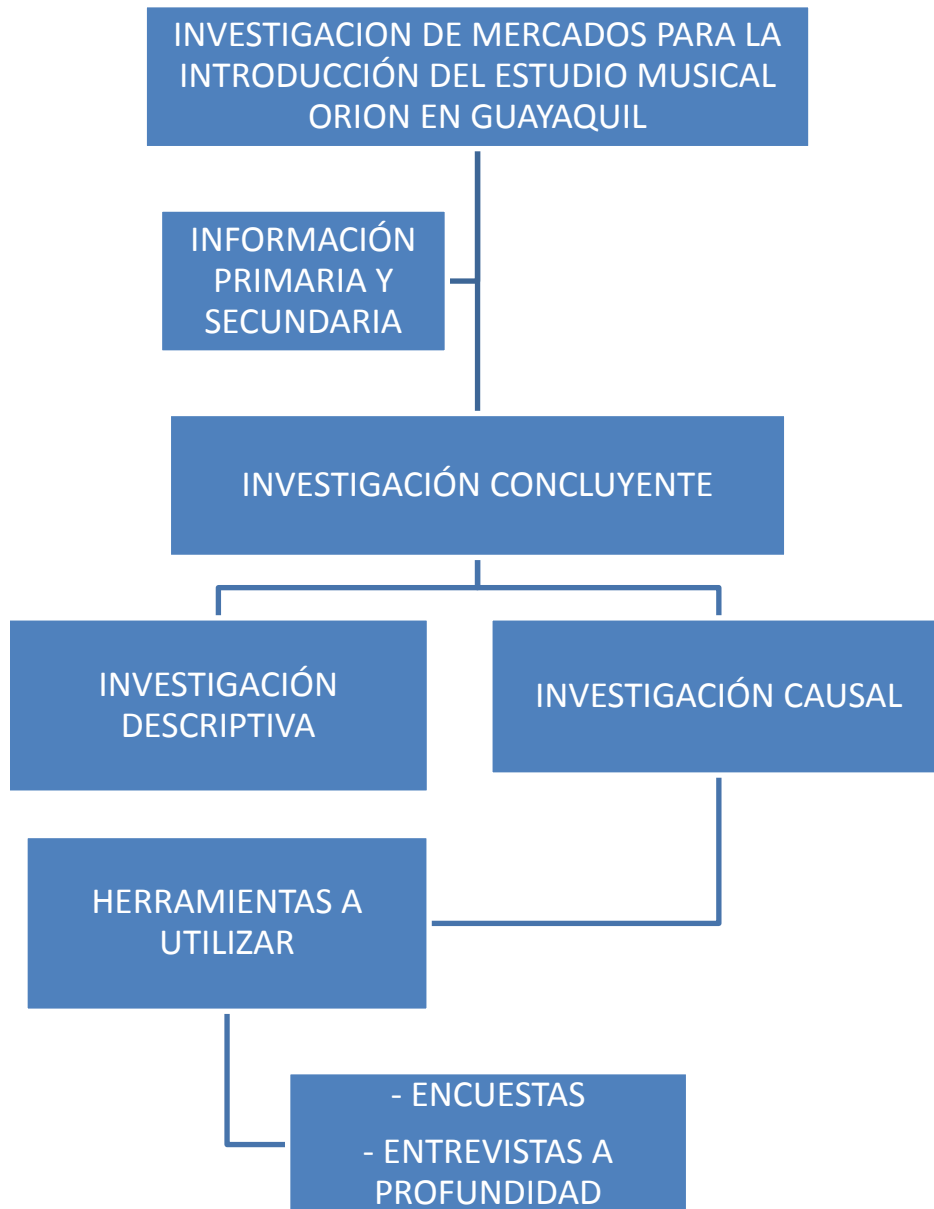 INVESTIGACION DE MERCADOS PARA LA
INTRODUCCIÓN DEL ESTUDIO MUSICAL
ORION EN GUAYAQUIL
INFORMACIÓN
PRIMARIA Y
SECUNDARIA
INVESTIGACIÓN CONCLUYENTE
INVESTIGACIÓN
DESCRIPTIVA
INVESTIGACIÓN CAUSAL
HERRAMIENTAS A
UTILIZAR
- ENCUESTAS
- ENTREVISTAS A
PROFUNDIDAD